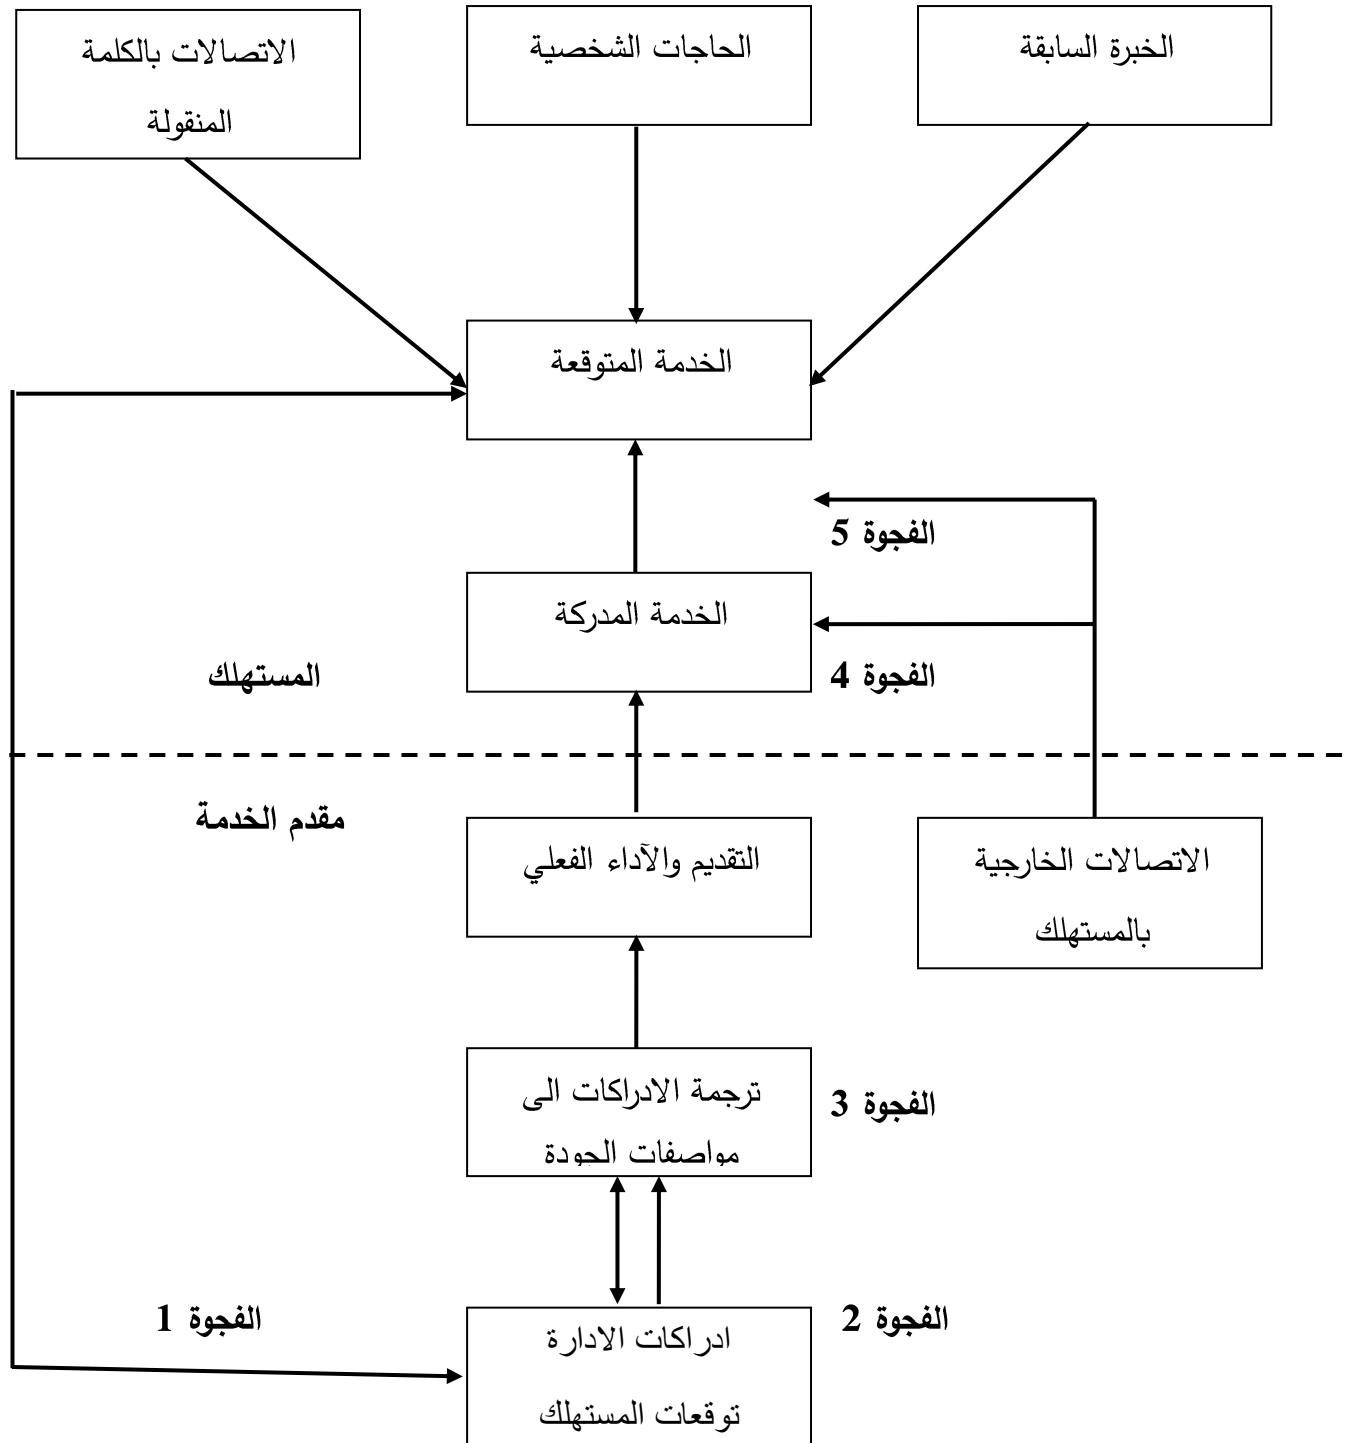 الخبرة السابقة
الحاجات الشخصية
الاتصالات بالكلمة
المنقولة
الخدمة المتوقعة
الفجوة 5
الخدمة المدركة
الفجوة 4
المستهلك
مقدم الخدمة
الاتصالات الخارجية
بالمستهلك
التقديم والآداء الفعلي
الفجوة 3
ترجمة الادراكات الى
مواصفات الجودة
الفجوة 2
ادراكات الادارة
توقعات المستهلك
الفجوة 1